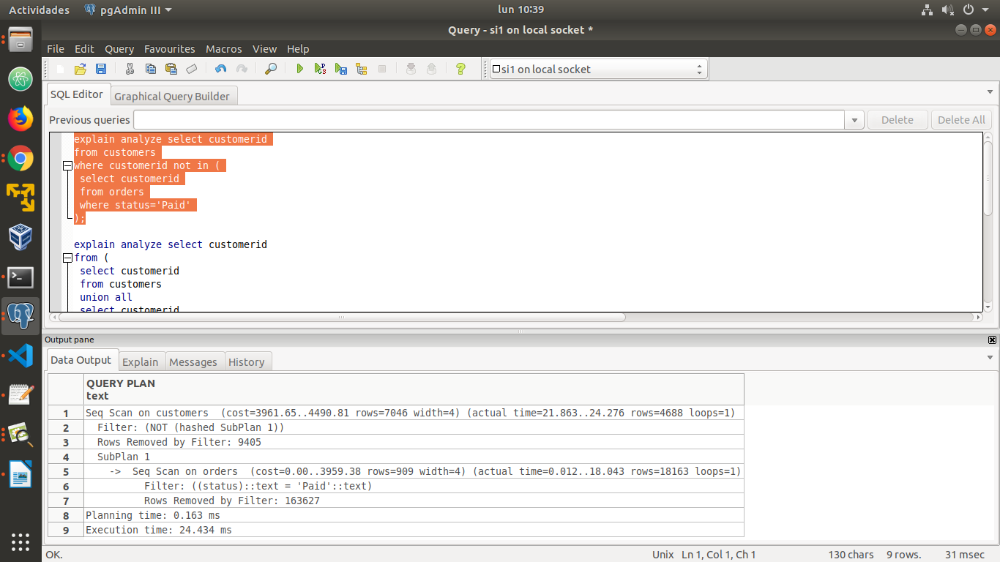 Actividades pgAdmin III lun 10:39
Query - si1 on local socket *
File Edit Query Favourites Macros View Help
si1 on local socket
SQL Editor Graphical Query Builder
Previous queries Delete Delete All
explain analyze select customerid
from customers
where customerid not in (
select customerid
from orders
where status='Paid'
);
explain analyze select customerid
from (
select customerid
from customers
union all
select customerid
Output pane
Data Output Explain Messages History
QUERY PLAN
text
1 Seq Scan on customers (cost=3961.65..4490.81 rows=7046 width=4) (actual time=21.863..24.276 rows=4688 loops=1)
2 Filter: (NOT (hashed SubPlan 1))
3 Rows Removed by Filter: 9405
4 SubPlan 1
5 -> Seq Scan on orders (cost=0.00..3959.38 rows=909 width=4) (actual time=0.012..18.043 rows=18163 loops=1)
6 Filter: ((status)::text = 'Paid'::text)
7 Rows Removed by Filter: 163627
8 Planning time: 0.163 ms
9 Execution time: 24.434 ms
OK. Unix Ln 1, Col 1, Ch 1 130 chars 9 rows. 31 msec